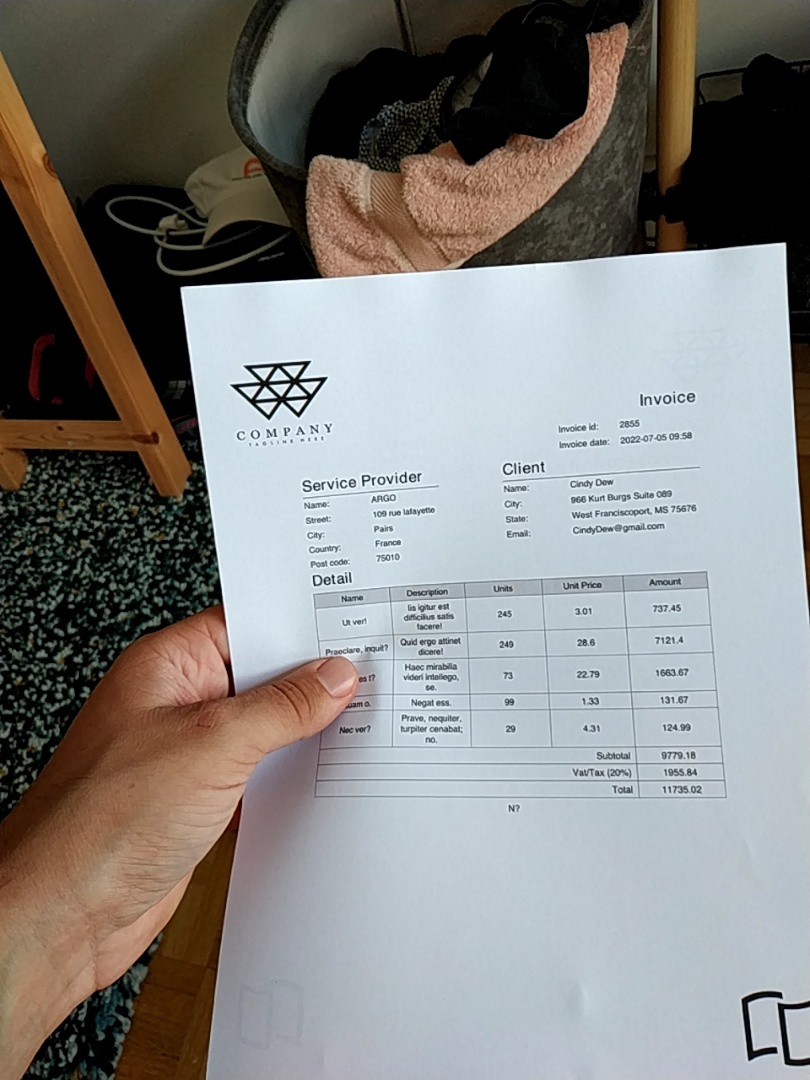 COMPANY
TAGLINE HERE
Invoice
Invoice id: 2855
Invoice date: 2022-07-05 09:58
Service Provider
Name: ARGO
Street: 109 rue lafayette
City: Pairs
Country: France
Post code: 75010
Client
Name: Cindy Dew
City: 966 Kurt Burgs Suite 089
State: West Franciscoport, MS 75676
Email: CindyDew@gmail.com
Detail
Name Description Units Unit Price Amount
Ut ver! Iis igitur est difficilius satis facere! 245 3.01 737.45
Praeclare, inquit? Quid ergo attinet dicere! 249 28.6 7121.4
es t? Haec mirabilia videri intellego, se. 73 22.79 1663.67
uam o. Negat ess. 99 1.33 131.67
Nec ver? Prave, nequiter, turpiter cenabat; no. 29 4.31 124.99
Subtotal 9779.18
Vat/Tax (20%) 1955.84
Total 11735.02
N?